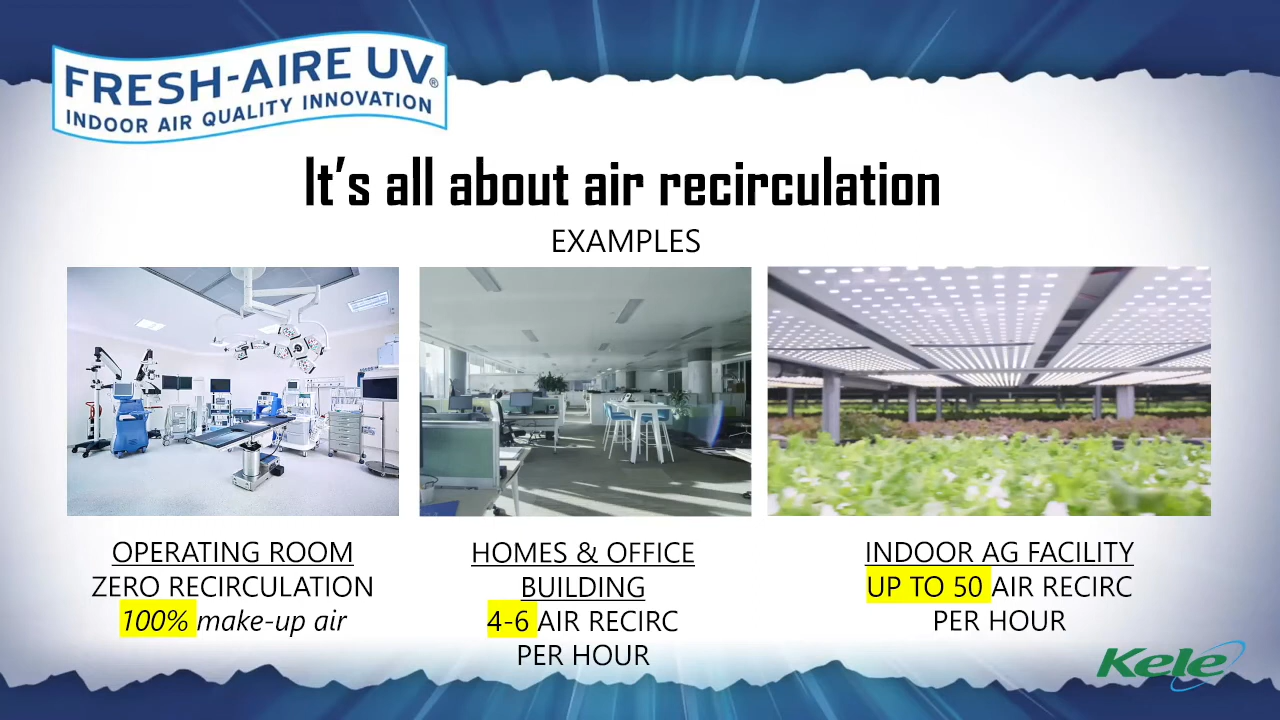 FRESH-AIRE UV®
INDOOR AIR QUALITY INNOVATION
It's all about air recirculation
EXAMPLES
OPERATING ROOM
ZERO RECIRCULATION
100% make-up air
HOMES & OFFICE
BUILDING
4-6 AIR RECIRC
PER HOUR
INDOOR AG FACILITY
UP TO 50 AIR RECIRC
PER HOUR
Kele